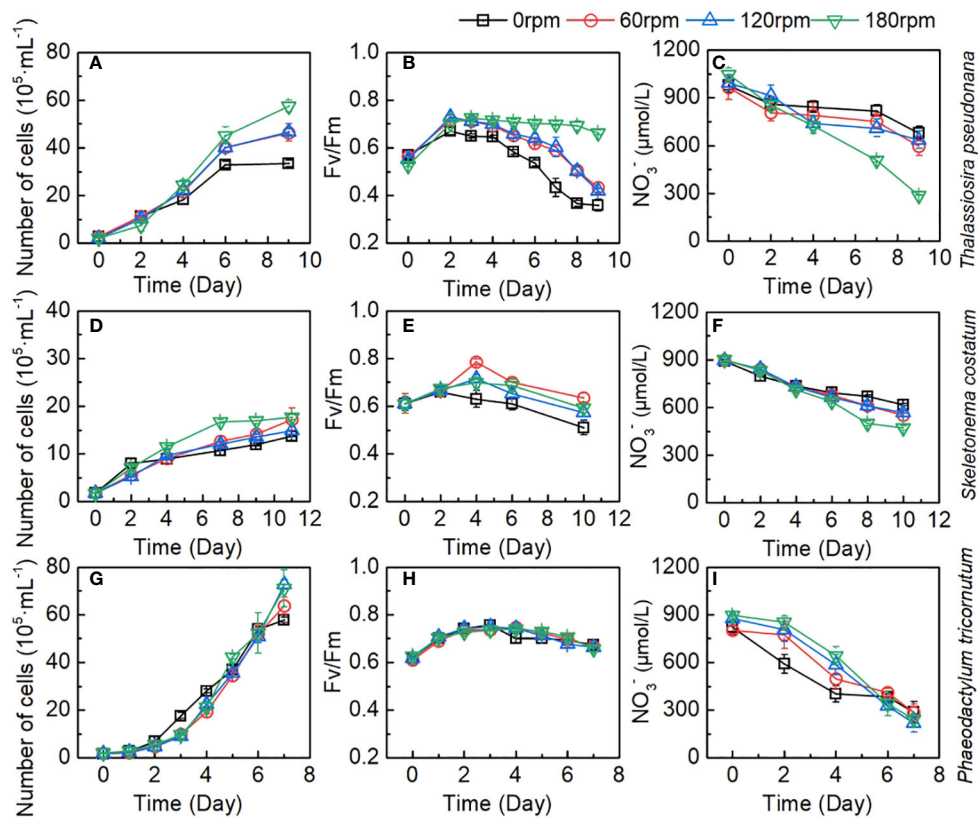 0rpm 60rpm 120rpm 180rpm
A
Number of cells (10⁵·mL⁻¹)
80
60
40
20
0
0 2 4 6 8 10
Time (Day)
B
Fv/Fm
1.0
0.8
0.6
0.4
0.2
0 2 4 6 8 10
Time (Day)
C
NO₃⁻ (μmol/L)
1200
900
600
300
0
0 2 4 6 8 10
Time (Day)
Thalassiosira pseudonana
D
Number of cells (10⁵·mL⁻¹)
40
30
20
10
0
0 2 4 6 8 10 12
Time (Day)
E
Fv/Fm
1.0
0.8
0.6
0.4
0.2
0 2 4 6 8 10 12
Time (Day)
F
NO₃⁻ (μmol/L)
1200
900
600
300
0
0 2 4 6 8 10 12
Time (Day)
Skeletonema costatum
G
Number of cells (10⁵·mL⁻¹)
80
60
40
20
0
0 2 4 6 8
Time (Day)
H
Fv/Fm
1.0
0.8
0.6
0.4
0.2
0 2 4 6 8
Time (Day)
I
NO₃⁻ (μmol/L)
1200
900
600
300
0
0 2 4 6 8
Time (Day)
Phaeodactylum tricornutum